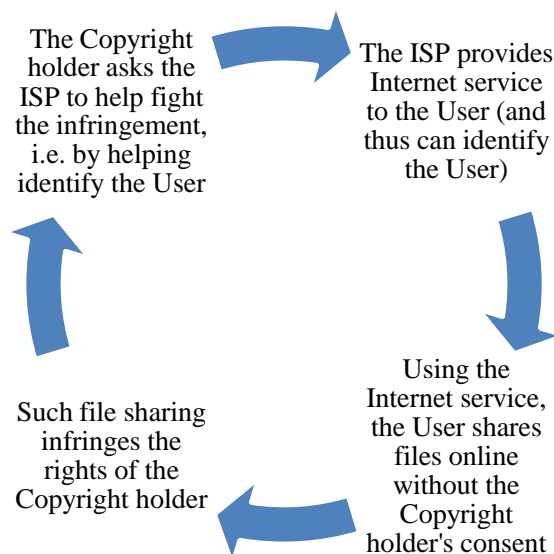 The Copyright
holder asks the
ISP to help fight
the infringement,
i.e. by helping
identify the User
The ISP provides
Internet service
to the User (and
thus can identify
the User)
Using the
Internet service,
the User shares
files online
without the
Copyright
holder's consent
Such file sharing
infringes the
rights of the
Copyright holder